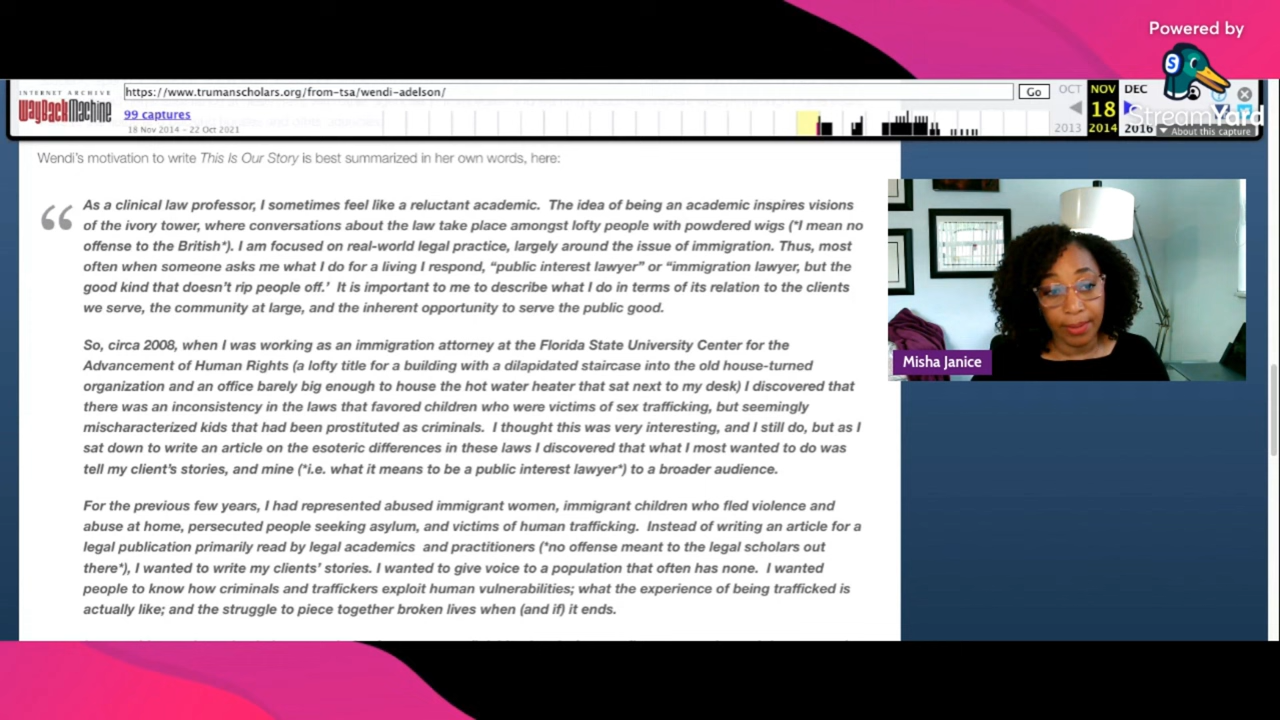 Powered by
S
StreamYard
INTERNET ARCHIVE
WayBackMachine
https://www.trumanscholars.org/from-tsa/wendi-adelson/
Go
OCT
NOV
DEC
99 captures
18
18 Nov 2014 – 22 Oct 2021
2013
2014
2016
About this capture
Wendi’s motivation to write This Is Our Story is best summarized in her own words, here:
“
As a clinical law professor, I sometimes feel like a reluctant academic. The idea of being an academic inspires visions
of the ivory tower, where conversations about the law take place amongst lofty people with powdered wigs (*I mean no
offense to the British*). I am focused on real-world legal practice, largely around the issue of immigration. Thus, most
often when someone asks me what I do for a living I respond, “public interest lawyer” or “immigration lawyer, but the
good kind that doesn’t rip people off.’ It is important to me to describe what I do in terms of its relation to the clients
we serve, the community at large, and the inherent opportunity to serve the public good.
So, circa 2008, when I was working as an immigration attorney at the Florida State University Center for the
Advancement of Human Rights (a lofty title for a building with a dilapidated staircase into the old house-turned
organization and an office barely big enough to house the hot water heater that sat next to my desk) I discovered that
there was an inconsistency in the laws that favored children who were victims of sex trafficking, but seemingly
mischaracterized kids that had been prostituted as criminals. I thought this was very interesting, and I still do, but as I
sat down to write an article on the esoteric differences in these laws I discovered that what I most wanted to do was
tell my client’s stories, and mine (*i.e. what it means to be a public interest lawyer*) to a broader audience.
For the previous few years, I had represented abused immigrant women, immigrant children who fled violence and
abuse at home, persecuted people seeking asylum, and victims of human trafficking. Instead of writing an article for a
legal publication primarily read by legal academics and practitioners (*no offense meant to the legal scholars out
there*), I wanted to write my clients’ stories. I wanted to give voice to a population that often has none. I wanted
people to know how criminals and traffickers exploit human vulnerabilities; what the experience of being trafficked is
actually like; and the struggle to piece together broken lives when (and if) it ends.
Misha Janice